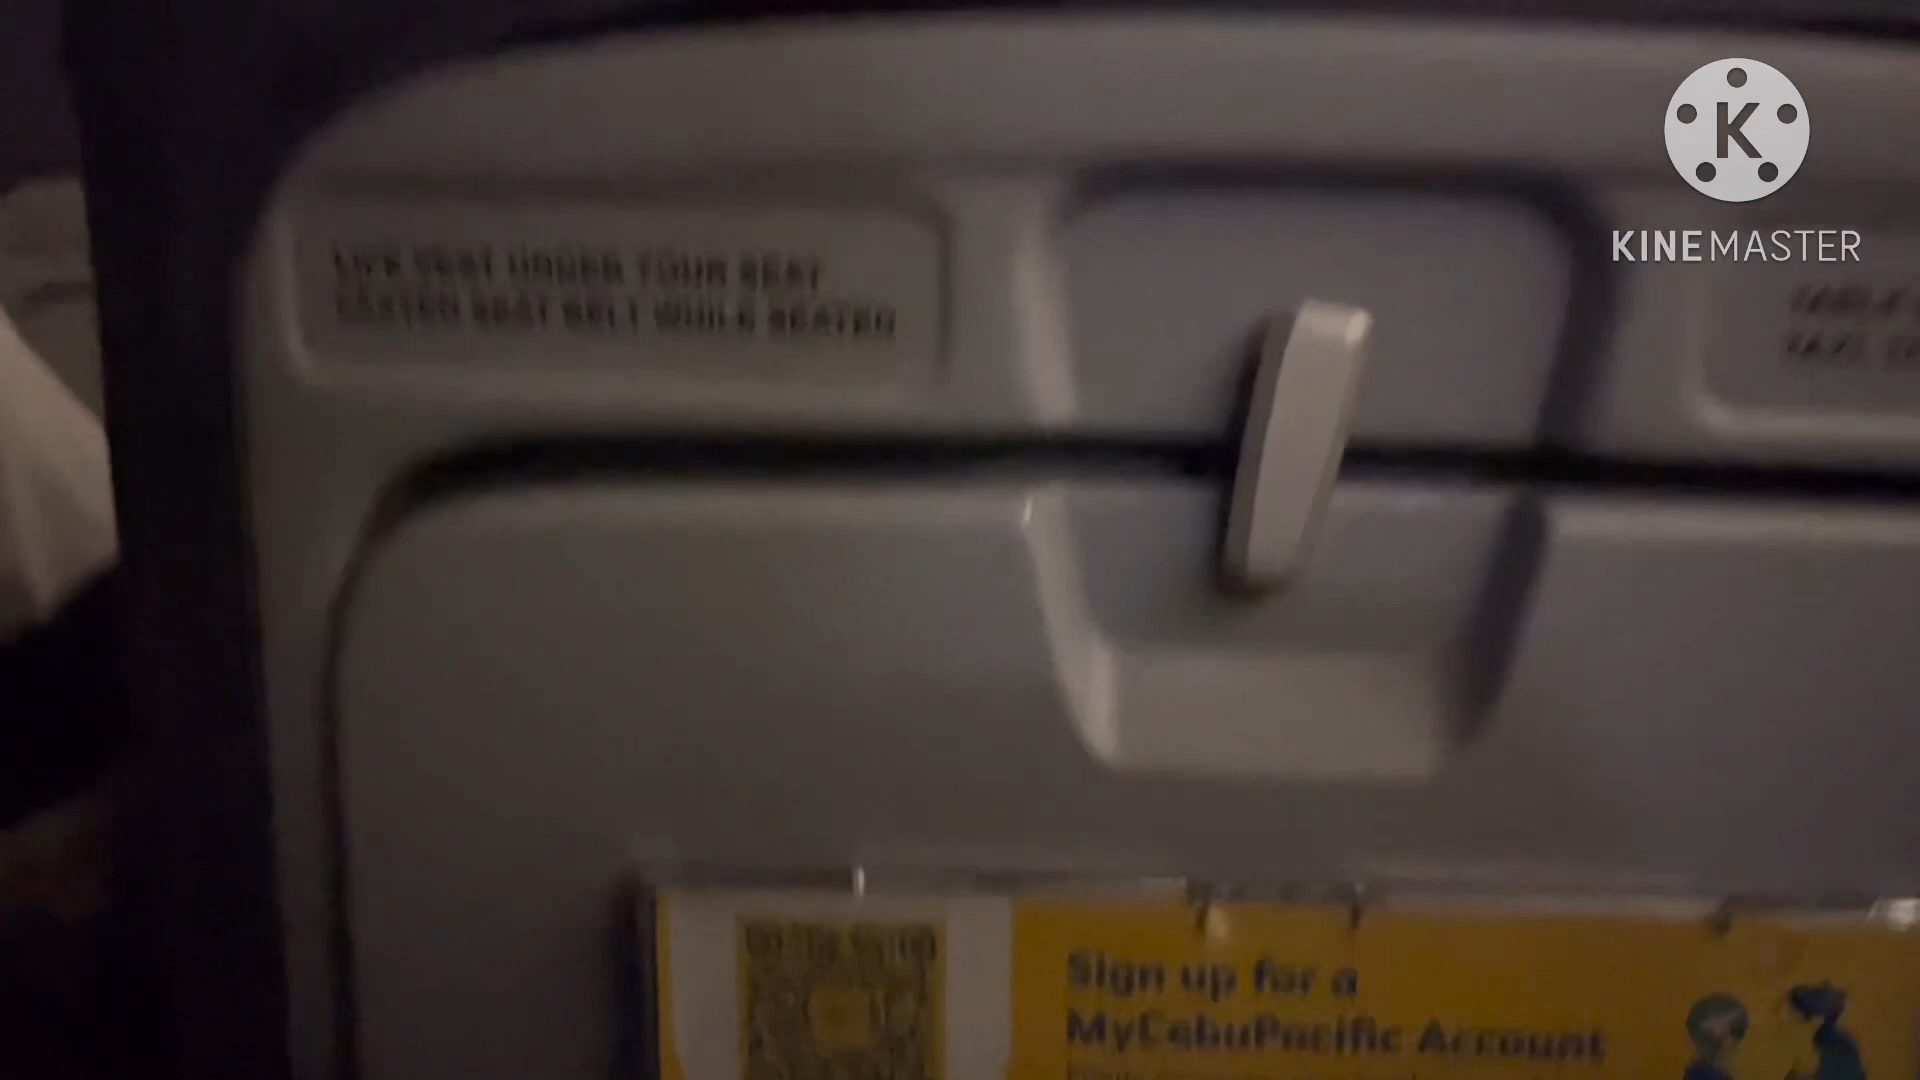 K
KINEMASTER
LIFE VEST UNDER YOUR SEAT
FASTEN SEAT BELT WHILE SEATED
Sign up for a
MyCebuPacific Account